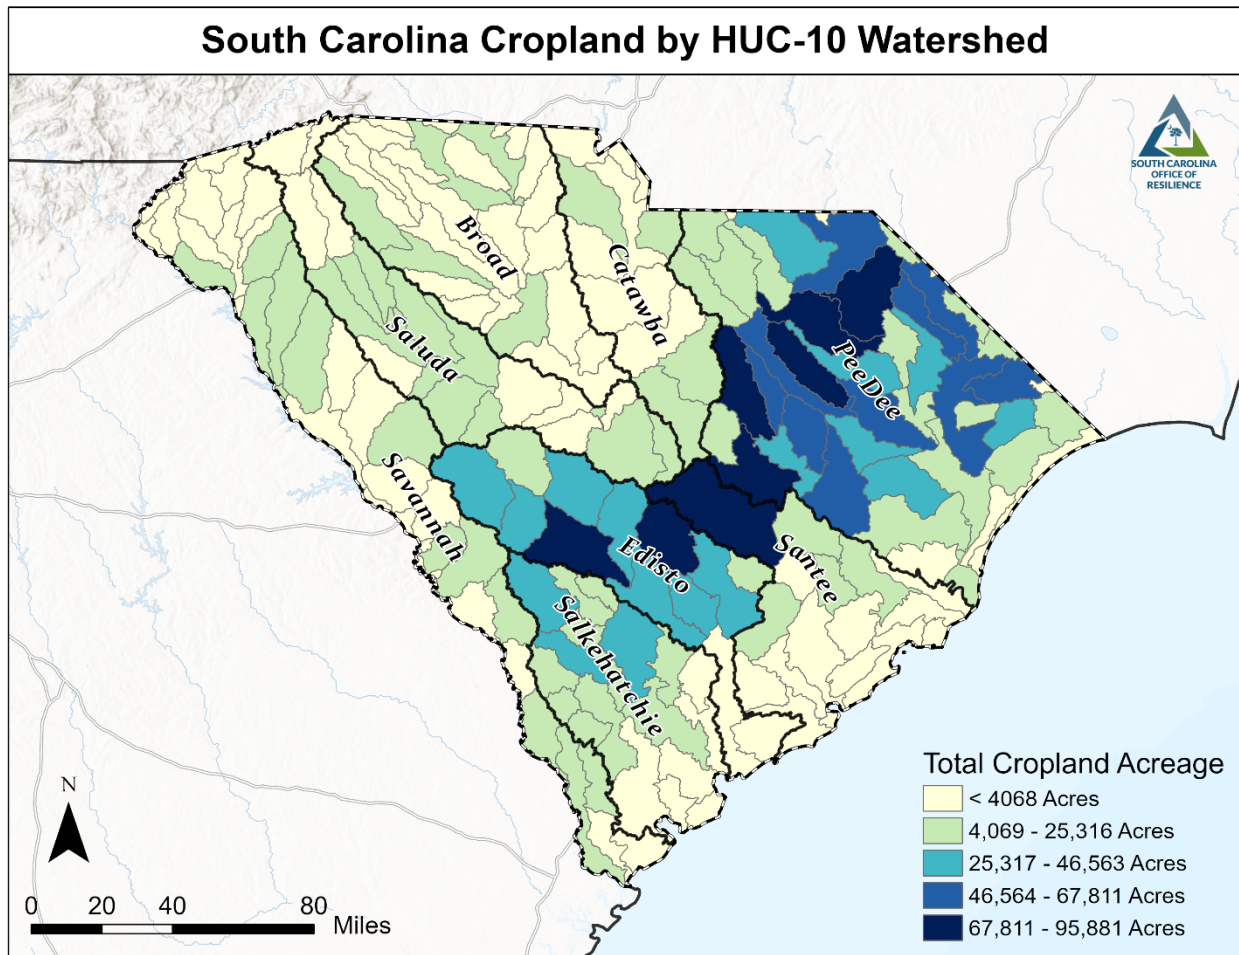 South Carolina Cropland by HUC-10 Watershed
SOUTH CAROLINA
OFFICE OF
RESILIENCE
Broad
Catawba
Saluda
PeeDee
Savannah
Edisto
Santee
Salkehatchie
N
0 20 40 80 Miles
Total Cropland Acreage
< 4068 Acres
4,069 - 25,316 Acres
25,317 - 46,563 Acres
46,564 - 67,811 Acres
67,811 - 95,881 Acres